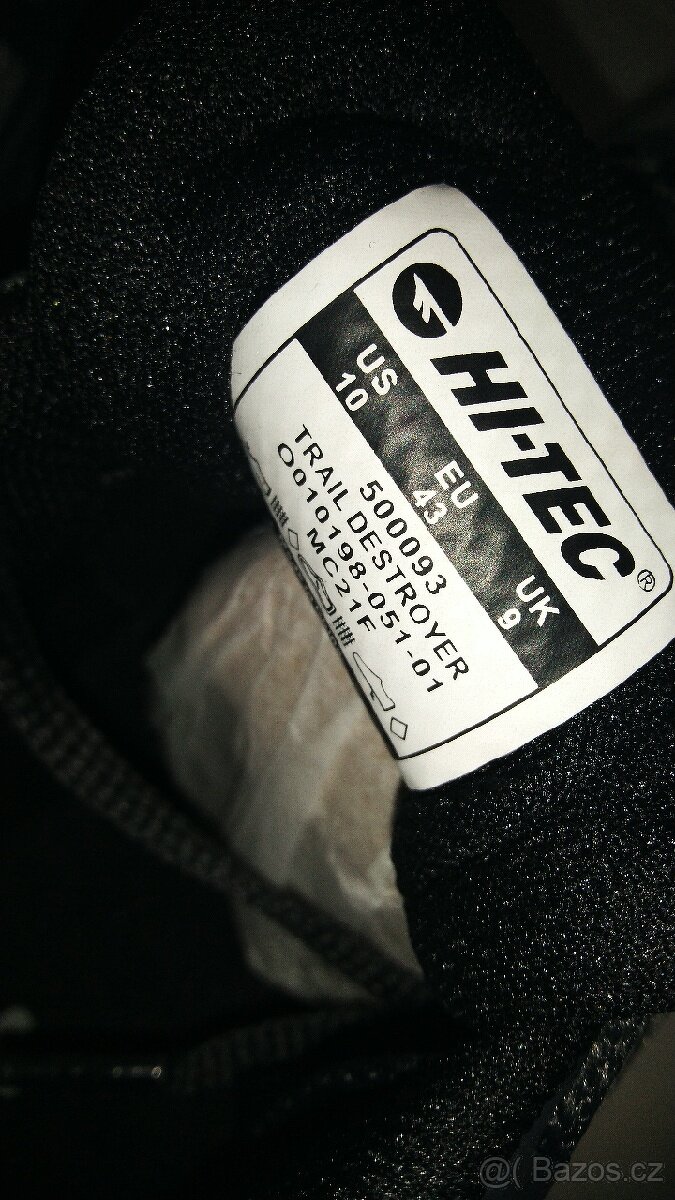 HI-TEC®
US EU UK
10 43 9
500093
TRAIL DESTROYER
O010198-051-01
MC21F
@( Bazos.cz